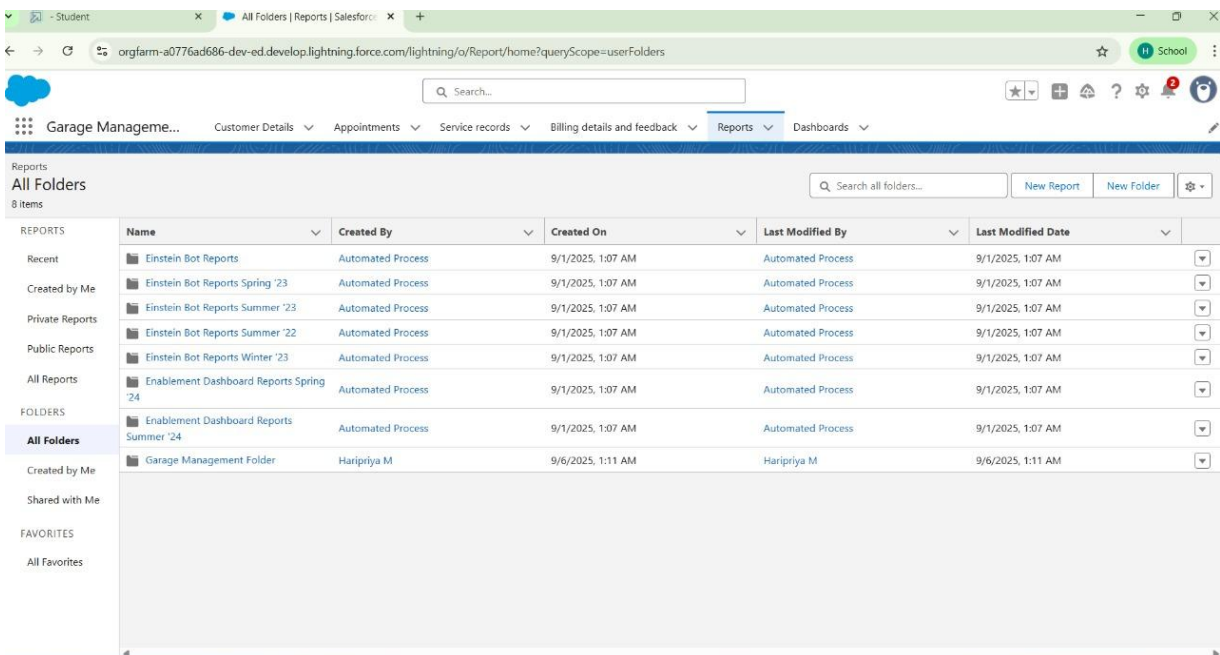 - Student
All Folders | Reports | Salesforce
orgfarm-a0776ad686-dev-ed.develop.lightning.force.com/lightning/o/Report/home?queryScope=userFolders
H School
Search...
2
Garage Manageme... Customer Details Appointments Service records Billing details and feedback Reports Dashboards
Reports
All Folders
8 items
Search all folders...
New Report New Folder
REPORTS
Recent
Created by Me
Private Reports
Public Reports
All Reports
FOLDERS
All Folders
Created by Me
Shared with Me
FAVORITES
All Favorites
Name Created By Created On Last Modified By Last Modified Date
Einstein Bot Reports Automated Process 9/1/2025, 1:07 AM Automated Process 9/1/2025, 1:07 AM
Einstein Bot Reports Spring '23 Automated Process 9/1/2025, 1:07 AM Automated Process 9/1/2025, 1:07 AM
Einstein Bot Reports Summer '23 Automated Process 9/1/2025, 1:07 AM Automated Process 9/1/2025, 1:07 AM
Einstein Bot Reports Summer '22 Automated Process 9/1/2025, 1:07 AM Automated Process 9/1/2025, 1:07 AM
Einstein Bot Reports Winter '23 Automated Process 9/1/2025, 1:07 AM Automated Process 9/1/2025, 1:07 AM
Enablement Dashboard Reports Spring
'24 Automated Process 9/1/2025, 1:07 AM Automated Process 9/1/2025, 1:07 AM
Enablement Dashboard Reports
Summer '24 Automated Process 9/1/2025, 1:07 AM Automated Process 9/1/2025, 1:07 AM
Garage Management Folder Haripriya M 9/6/2025, 1:11 AM Haripriya M 9/6/2025, 1:11 AM